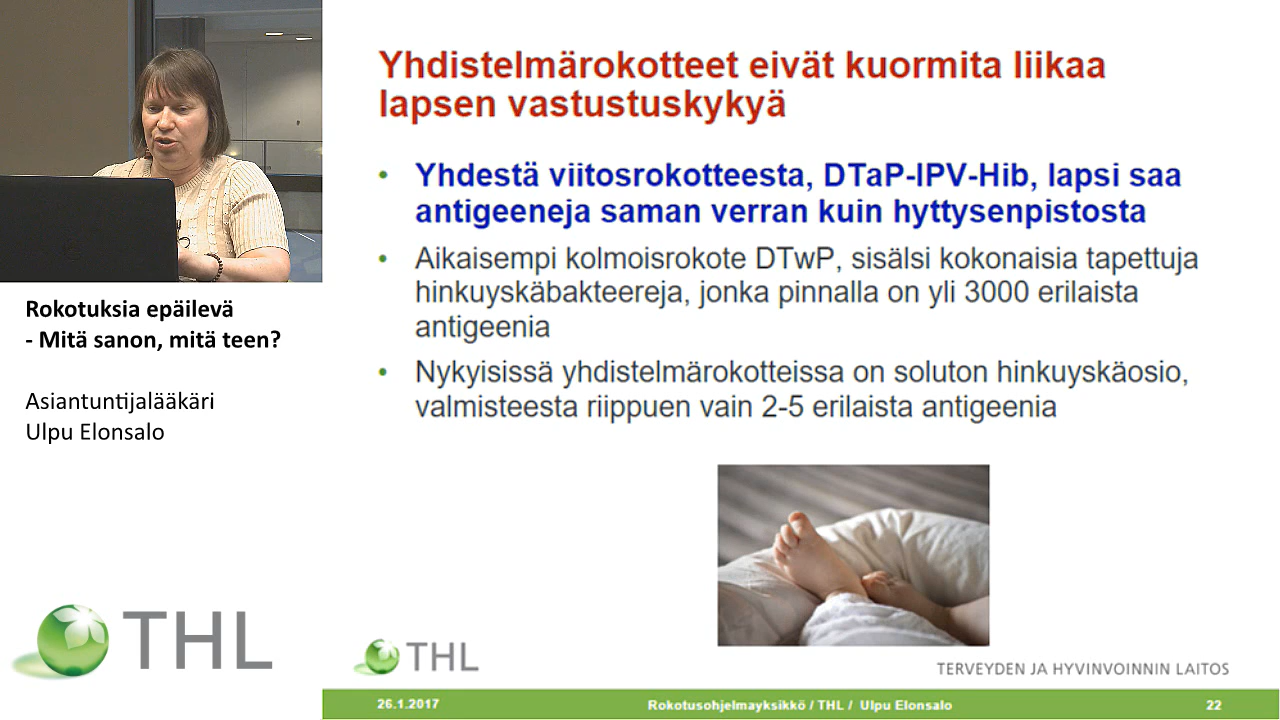 Yhdistelmärokotteet eivät kuormita liikaa
lapsen vastustuskykyä
• Yhdestä viitosrokotteesta, DTaP-IPV-Hib, lapsi saa
antigeeneja saman verran kuin hyttysenpistosta
• Aikaisempi kolmoisrokote DTwP, sisälsi kokonaisia tapettuja
hinkuyskäbakteereja, jonka pinnalla on yli 3000 erilaista
antigeenia
• Nykyisissä yhdistelmärokotteissa on soluton hinkuyskäosio,
valmisteesta riippuen vain 2-5 erilaista antigeenia
Rokotuksia epäilevä
- Mitä sanon, mitä teen?
Asiantuntijalääkäri
Ulpu Elonsalo
THL
THL
TERVEYDEN JA HYVINVOINNIN LAITOS
26.1.2017 Rokotusohjelmayksikkö / THL / Ulpu Elonsalo 22